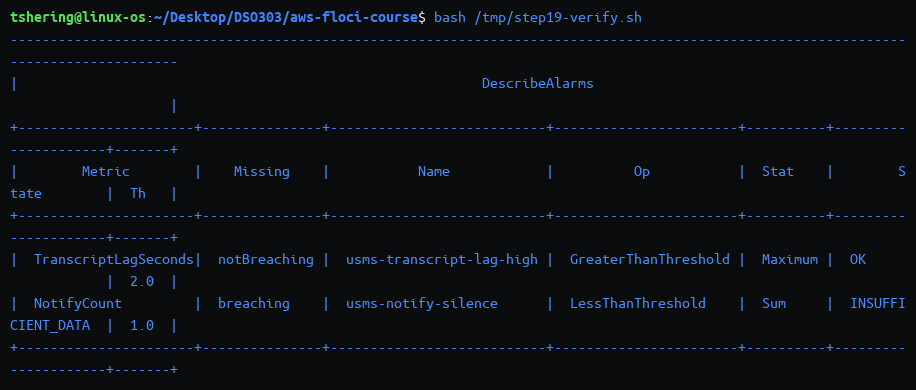 tshering@linux-os:~/Desktop/DSO303/aws-floci-course$ bash /tmp/step19-verify.sh
----------------------------------------------------------------------------------------------------------------
---------------------
|                                                          DescribeAlarms
                    |
+----------------------+---------------+---------------------------+-----------------------+----------+---------
------------+-------+
|        Metric        |    Missing    |           Name            |          Op           |  Stat    |        S
tate        |  Th   |
+----------------------+---------------+---------------------------+-----------------------+----------+---------
------------+-------+
|  TranscriptLagSeconds|  notBreaching |  usms-transcript-lag-high |  GreaterThanThreshold |  Maximum |  OK
            |  2.0  |
|  NotifyCount         |  breaching    |  usms-notify-silence      |  LessThanThreshold    |  Sum     |  INSUFFI
CIENT_DATA  |  1.0  |
+----------------------+---------------+---------------------------+-----------------------+----------+---------
------------+-------+